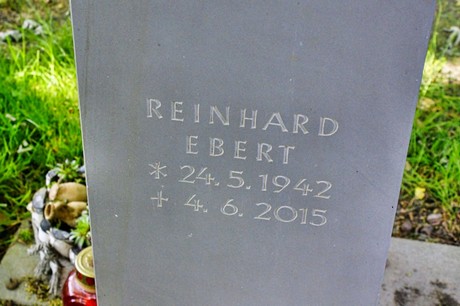 REINHARD
EBERT
* 24. 5. 1942
+ 4. 6. 2015